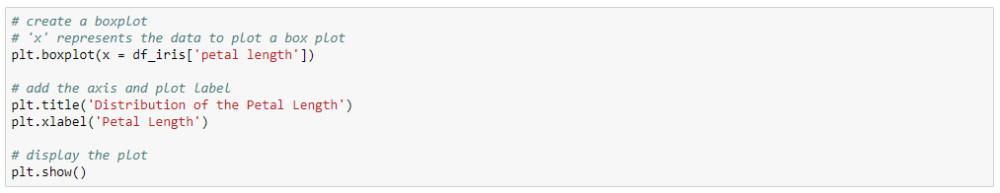 # create a boxplot
# 'x' represents the data to plot a box plot
plt.boxplot(x = df_iris['petal length'])
# add the axis and plot label
plt.title('Distribution of the Petal Length')
plt.xlabel('Petal Length')
# display the plot
plt.show()